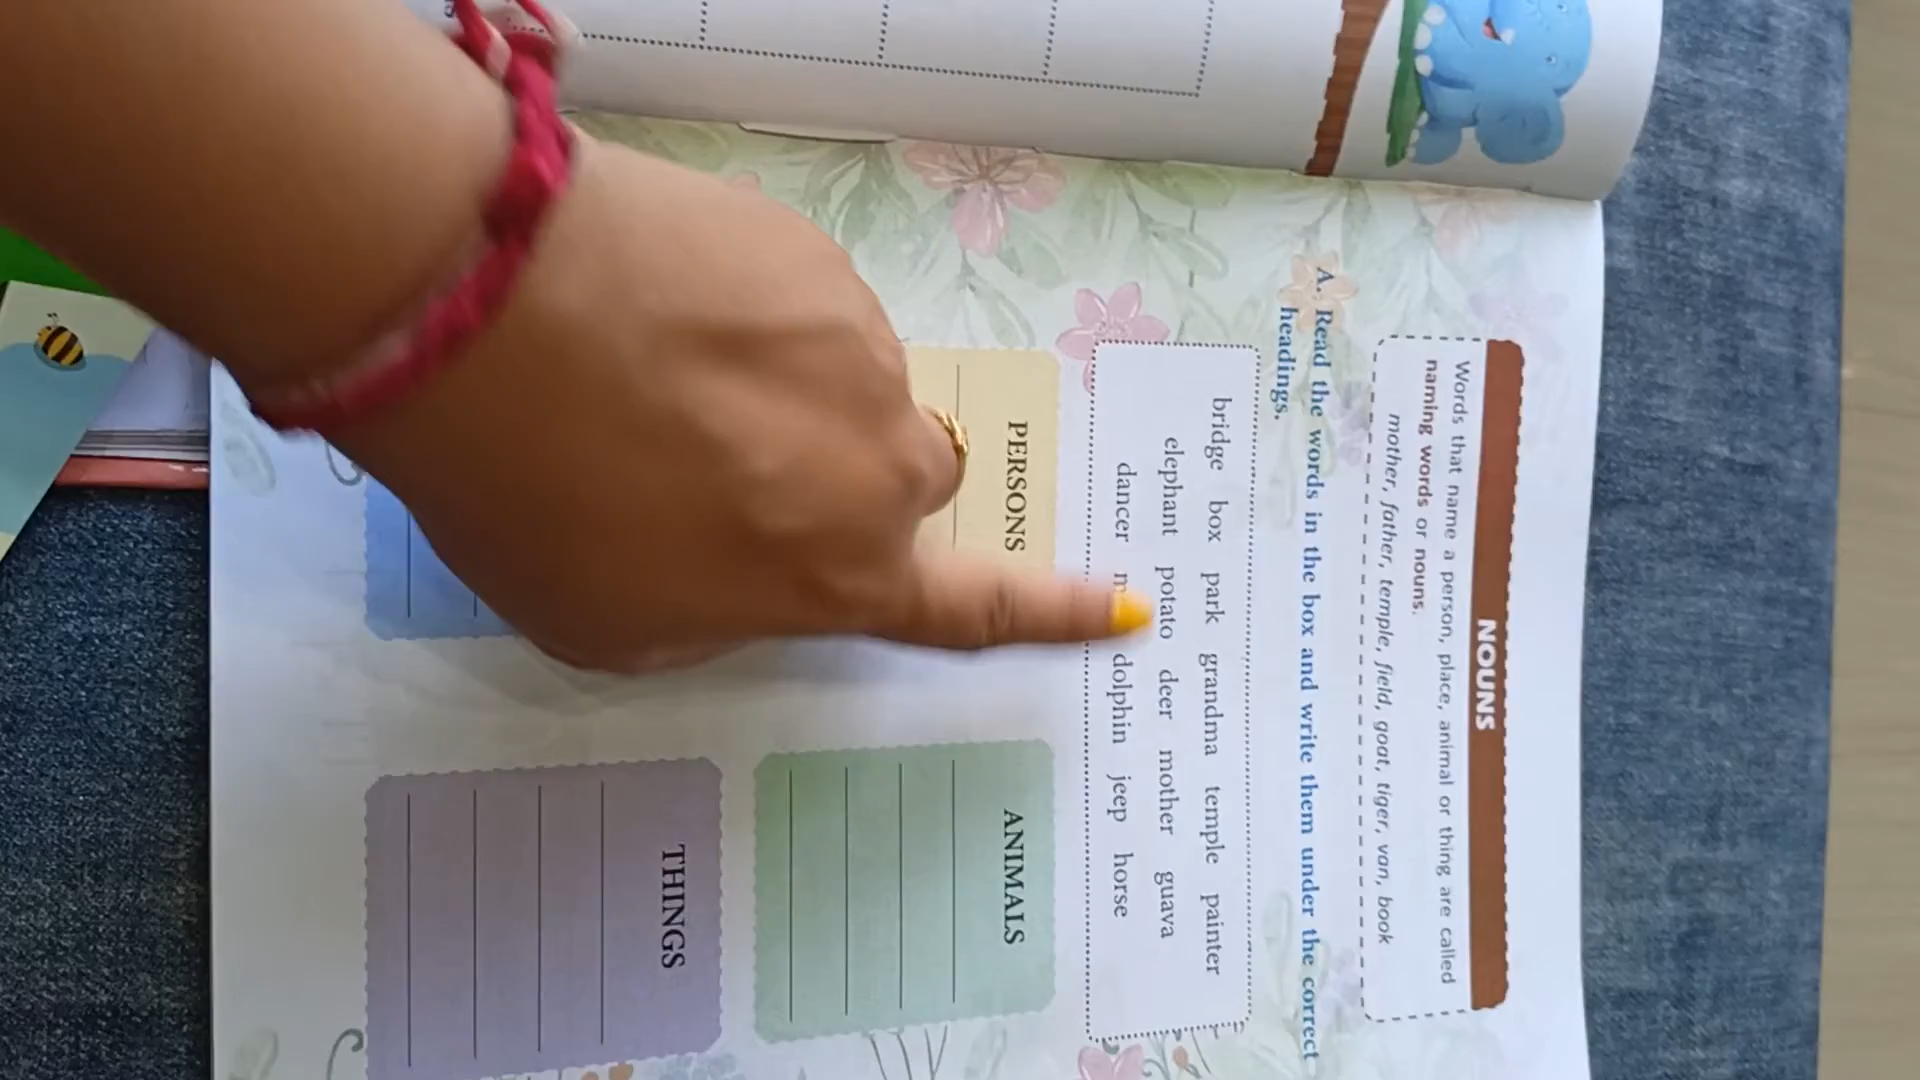 NOUNS
Words that name a person, place, animal or thing are called
naming words or nouns.
mother, father, temple, field, goat, tiger, van, book
A. Read the words in the box and write them under the correct
headings.
bridge box park grandma temple painter
elephant potato deer mother guava
dancer dolphin jeep horse
PERSONS
ANIMALS
THINGS